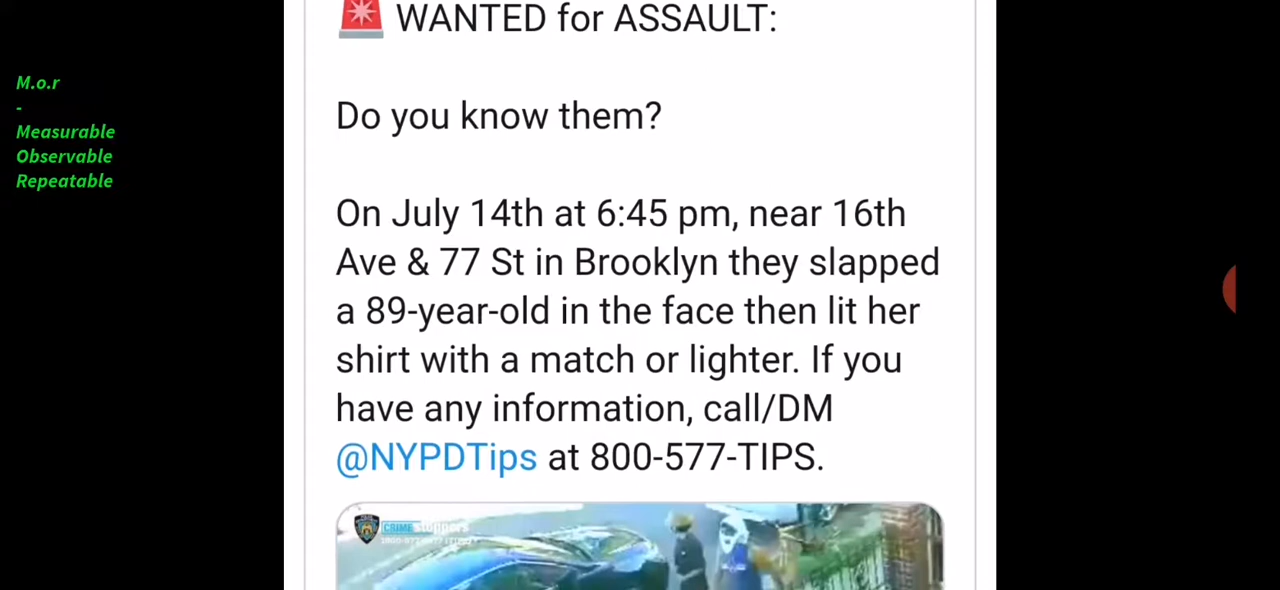 M.o.r
-
Measurable
Observable
Repeatable
WANTED for ASSAULT:
Do you know them?
On July 14th at 6:45 pm, near 16th
Ave & 77 St in Brooklyn they slapped
a 89-year-old in the face then lit her
shirt with a match or lighter. If you
have any information, call/DM
@NYPDTips at 800-577-TIPS.
CRIME stoppers